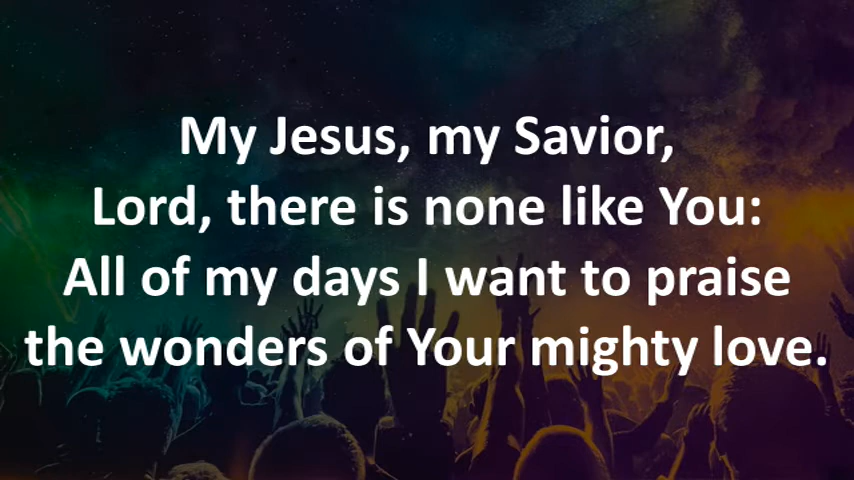 My Jesus, my Savior,
Lord, there is none like You:
All of my days I want to praise
the wonders of Your mighty love.